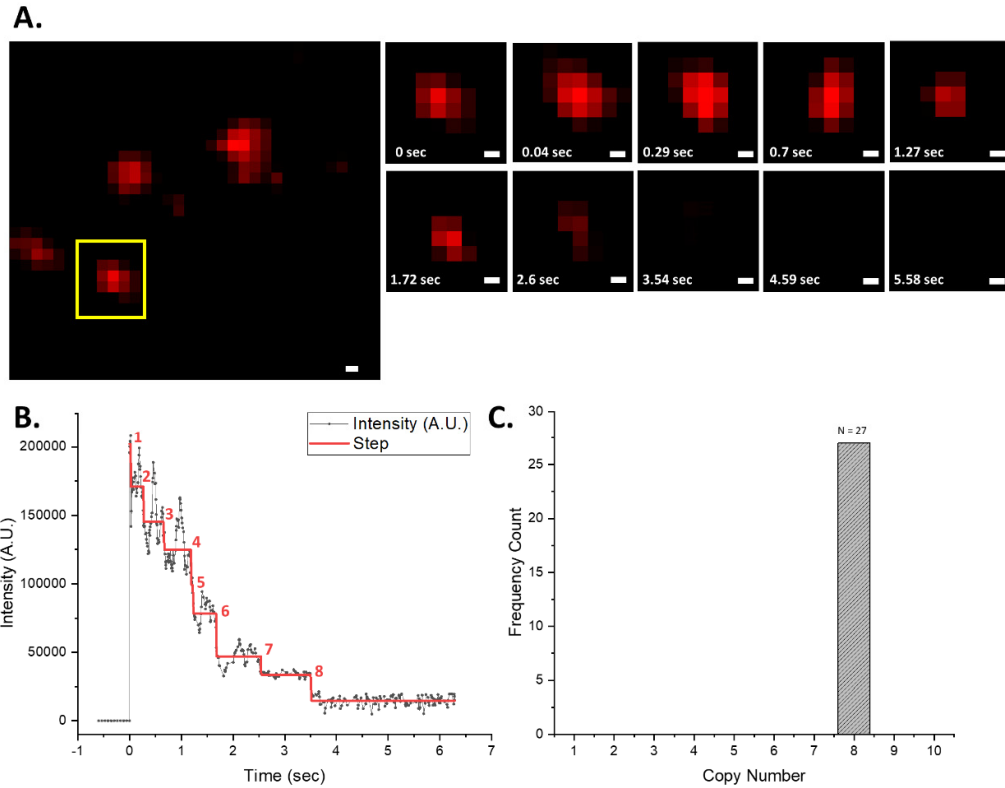 A.
0 sec
0.04 sec
0.29 sec
0.7 sec
1.27 sec
1.72 sec
2.6 sec
3.54 sec
4.59 sec
5.58 sec
B.
Intensity (A.U.)
Step
1
2
3
4
5
6
7
8
200000
150000
100000
50000
0
Intensity (A.U.)
-1 0 1 2 3 4 5 6 7
Time (sec)
C.
N = 27
30
25
20
15
10
5
0
Frequency Count
1 2 3 4 5 6 7 8 9 10
Copy Number